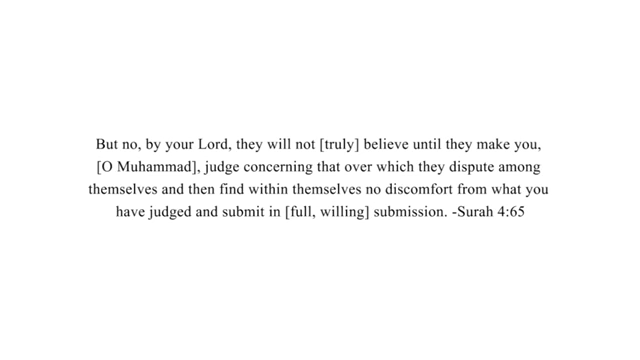 But no, by your Lord, they will not [truly] believe until they make you,
[O Muhammad], judge concerning that over which they dispute among
themselves and then find within themselves no discomfort from what you
have judged and submit in [full, willing] submission. -Surah 4:65